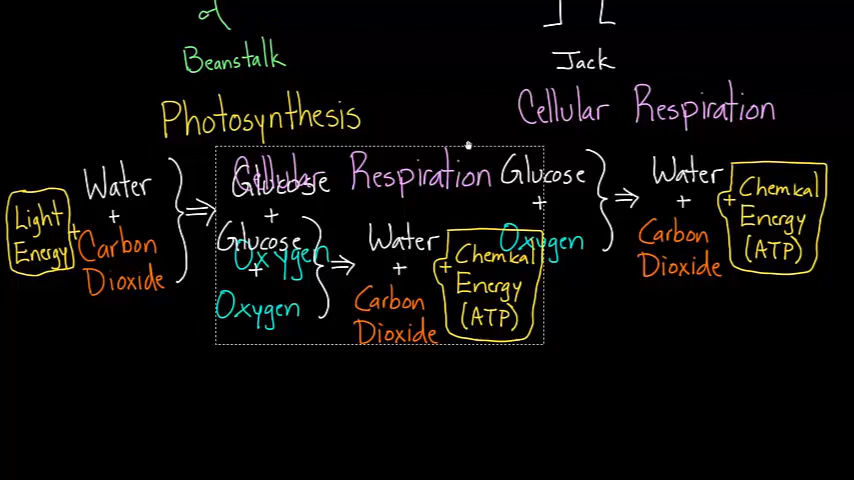 Beanstalk
Jack
Photosynthesis
Cellular Respiration
Light
Energy
+
Water
+
Carbon
Dioxide
Glucose
+
Oxygen
Cellular Respiration
Glucose
+
Oxygen
Water
+
Carbon
Dioxide
+ Chemical
Energy
(ATP)
Glucose
+
Oxygen
Water
+
Carbon
Dioxide
+ Chemical
Energy
(ATP)